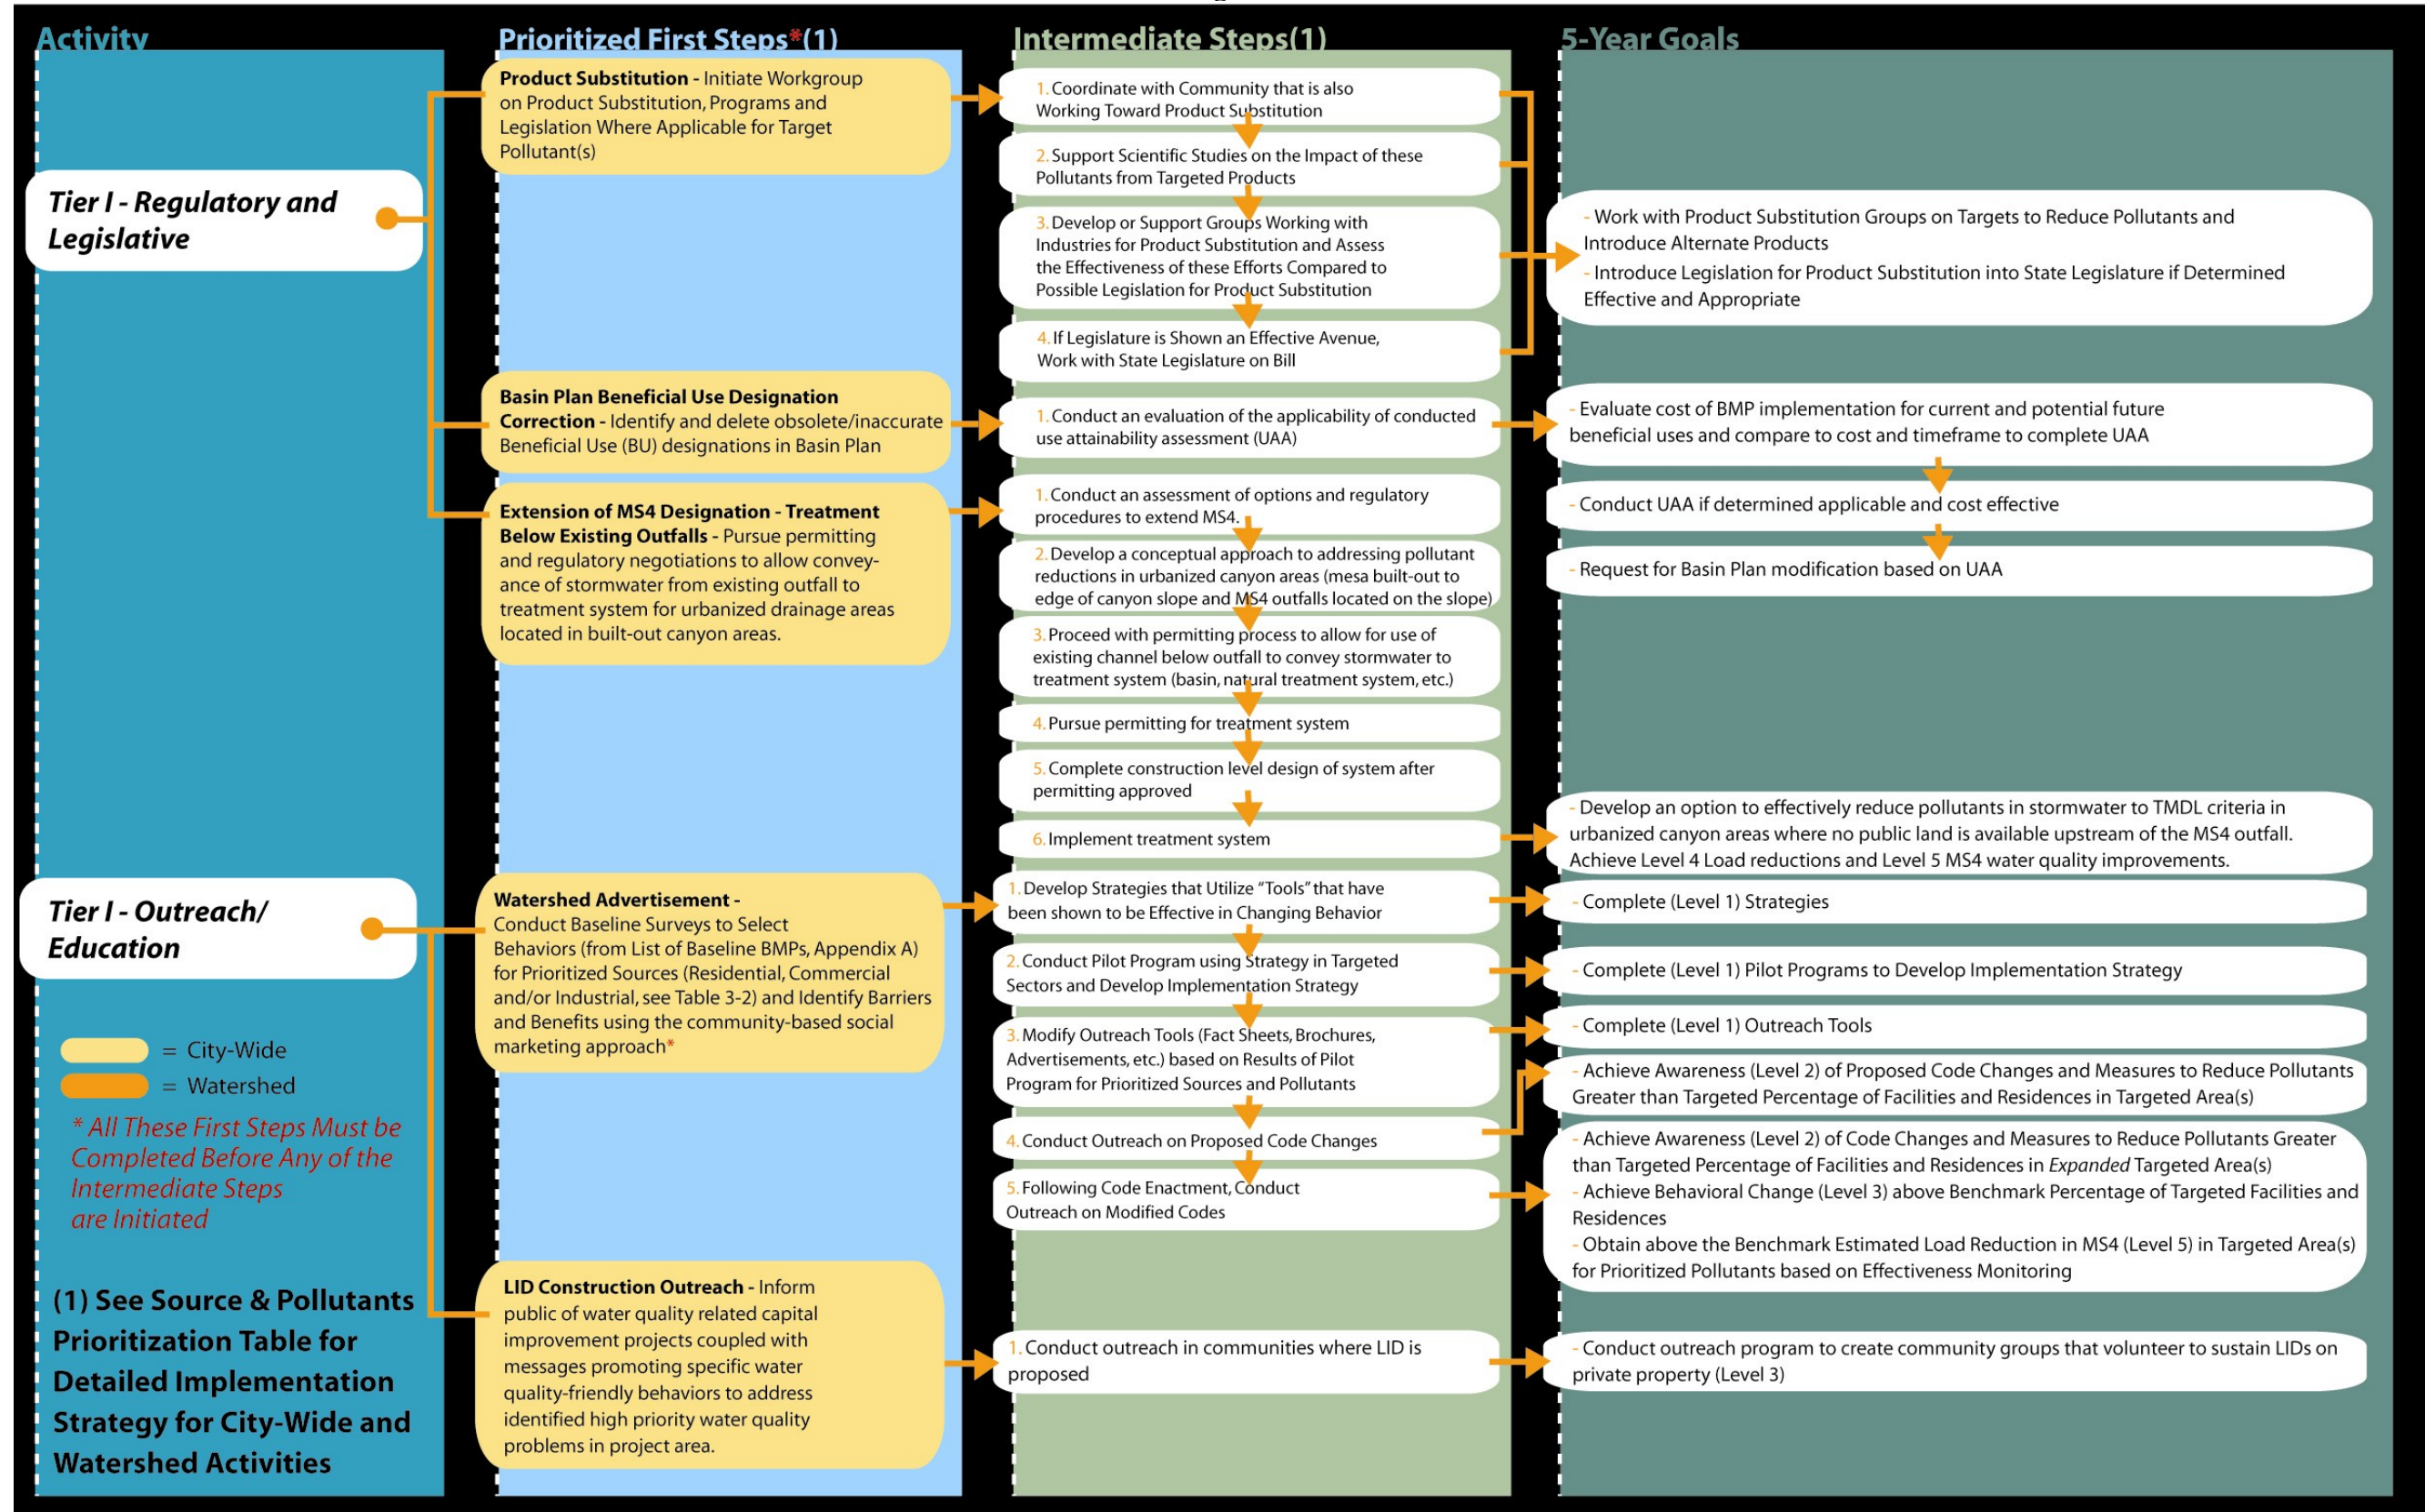 Activity
Prioritized First Steps*(1)
Intermediate Steps(1)
5-Year Goals
Tier I - Regulatory and
Legislative
Product Substitution - Initiate Workgroup
on Product Substitution, Programs and
Legislation Where Applicable for Target
Pollutant(s)
1. Coordinate with Community that is also
Working Toward Product Substitution
2. Support Scientific Studies on the Impact of these
Pollutants from Targeted Products
3. Develop or Support Groups Working with
Industries for Product Substitution and Assess
the Effectiveness of these Efforts Compared to
Possible Legislation for Product Substitution
4. If Legislature is Shown an Effective Avenue,
Work with State Legislature on Bill
- Work with Product Substitution Groups on Targets to Reduce Pollutants and
Introduce Alternate Products
- Introduce Legislation for Product Substitution into State Legislature if Determined
Effective and Appropriate
Basin Plan Beneficial Use Designation
Correction - Identify and delete obsolete/inaccurate
Beneficial Use (BU) designations in Basin Plan
1. Conduct an evaluation of the applicability of conducted
use attainability assessment (UAA)
- Evaluate cost of BMP implementation for current and potential future
beneficial uses and compare to cost and timeframe to complete UAA
- Conduct UAA if determined applicable and cost effective
- Request for Basin Plan modification based on UAA
Extension of MS4 Designation - Treatment
Below Existing Outfalls - Pursue permitting
and regulatory negotiations to allow convey-
ance of stormwater from existing outfall to
treatment system for urbanized drainage areas
located in built-out canyon areas.
1. Conduct an assessment of options and regulatory
procedures to extend MS4.
2. Develop a conceptual approach to addressing pollutant
reductions in urbanized canyon areas (mesa built-out to
edge of canyon slope and MS4 outfalls located on the slope)
3. Proceed with permitting process to allow for use of
existing channel below outfall to convey stormwater to
treatment system (basin, natural treatment system, etc.)
4. Pursue permitting for treatment system
5. Complete construction level design of system after
permitting approved
6. Implement treatment system
- Develop an option to effectively reduce pollutants in stormwater to TMDL criteria in
urbanized canyon areas where no public land is available upstream of the MS4 outfall.
Achieve Level 4 Load reductions and Level 5 MS4 water quality improvements.
Tier I - Outreach/
Education
Watershed Advertisement -
Conduct Baseline Surveys to Select
Behaviors (from List of Baseline BMPs, Appendix A)
for Prioritized Sources (Residential, Commercial
and/or Industrial, see Table 3-2) and Identify Barriers
and Benefits using the community-based social
marketing approach*
1. Develop Strategies that Utilize "Tools" that have
been shown to be Effective in Changing Behavior
2. Conduct Pilot Program using Strategy in Targeted
Sectors and Develop Implementation Strategy
3. Modify Outreach Tools (Fact Sheets, Brochures,
Advertisements, etc.) based on Results of Pilot
Program for Prioritized Sources and Pollutants
4. Conduct Outreach on Proposed Code Changes
5. Following Code Enactment, Conduct
Outreach on Modified Codes
- Complete (Level 1) Strategies
- Complete (Level 1) Pilot Programs to Develop Implementation Strategy
- Complete (Level 1) Outreach Tools
- Achieve Awareness (Level 2) of Proposed Code Changes and Measures to Reduce Pollutants
Greater than Targeted Percentage of Facilities and Residences in Targeted Area(s)
- Achieve Awareness (Level 2) of Code Changes and Measures to Reduce Pollutants Greater
than Targeted Percentage of Facilities and Residences in Expanded Targeted Area(s)
- Achieve Behavioral Change (Level 3) above Benchmark Percentage of Targeted Facilities and
Residences
- Obtain above the Benchmark Estimated Load Reduction in MS4 (Level 5) in Targeted Area(s)
for Prioritized Pollutants based on Effectiveness Monitoring
LID Construction Outreach - Inform
public of water quality related capital
improvement projects coupled with
messages promoting specific water
quality-friendly behaviors to address
identified high priority water quality
problems in project area.
1. Conduct outreach in communities where LID is
proposed
- Conduct outreach program to create community groups that volunteer to sustain LIDs on
private property (Level 3)
= City-Wide
= Watershed
* All These First Steps Must be
Completed Before Any of the
Intermediate Steps
are Initiated
(1) See Source & Pollutants
Prioritization Table for
Detailed Implementation
Strategy for City-Wide and
Watershed Activities